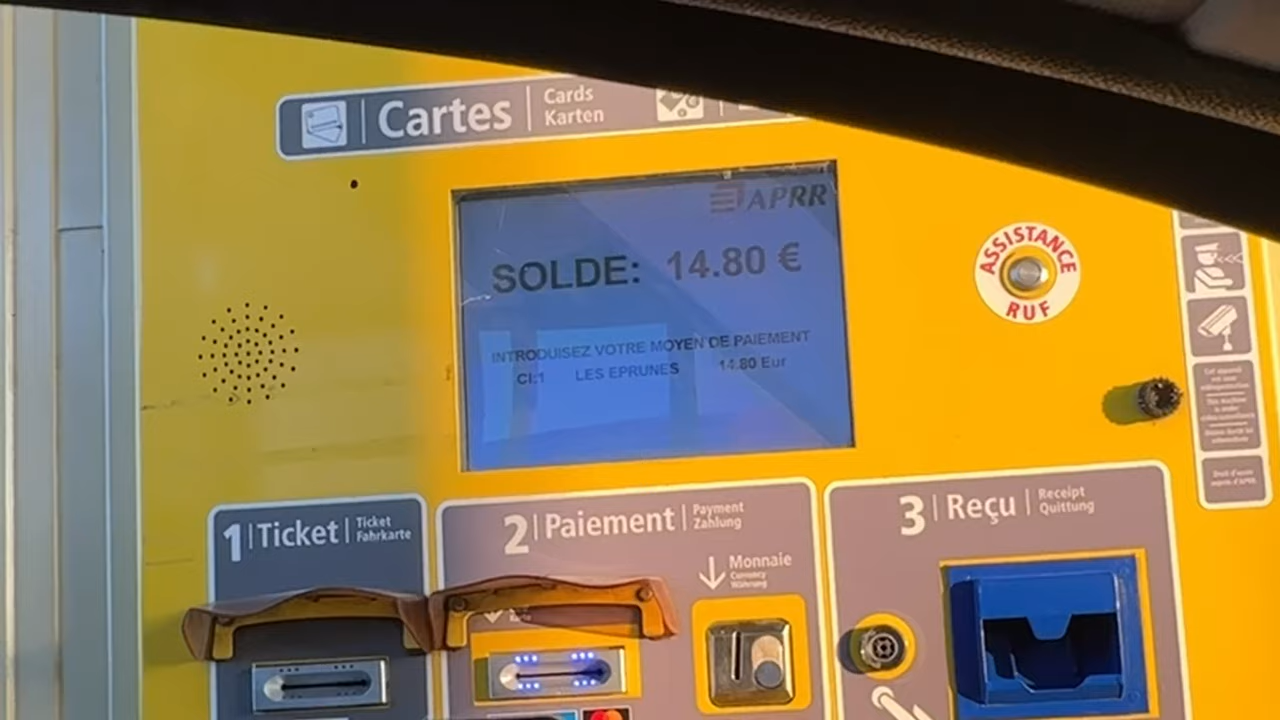 Cartes
Cards
Karten
APRR
SOLDE: 14.80 €
INTRODUISEZ VOTRE MOYEN DE PAIEMENT
Cl:1 LES EPRUNES 14.80 Eur
ASSISTANCE
RUF
1 Ticket
Ticket
Fahrkarte
2 Paiement
Payment
Zahlung
Monnaie
Currency
Währung
3 Reçu
Receipt
Quittung